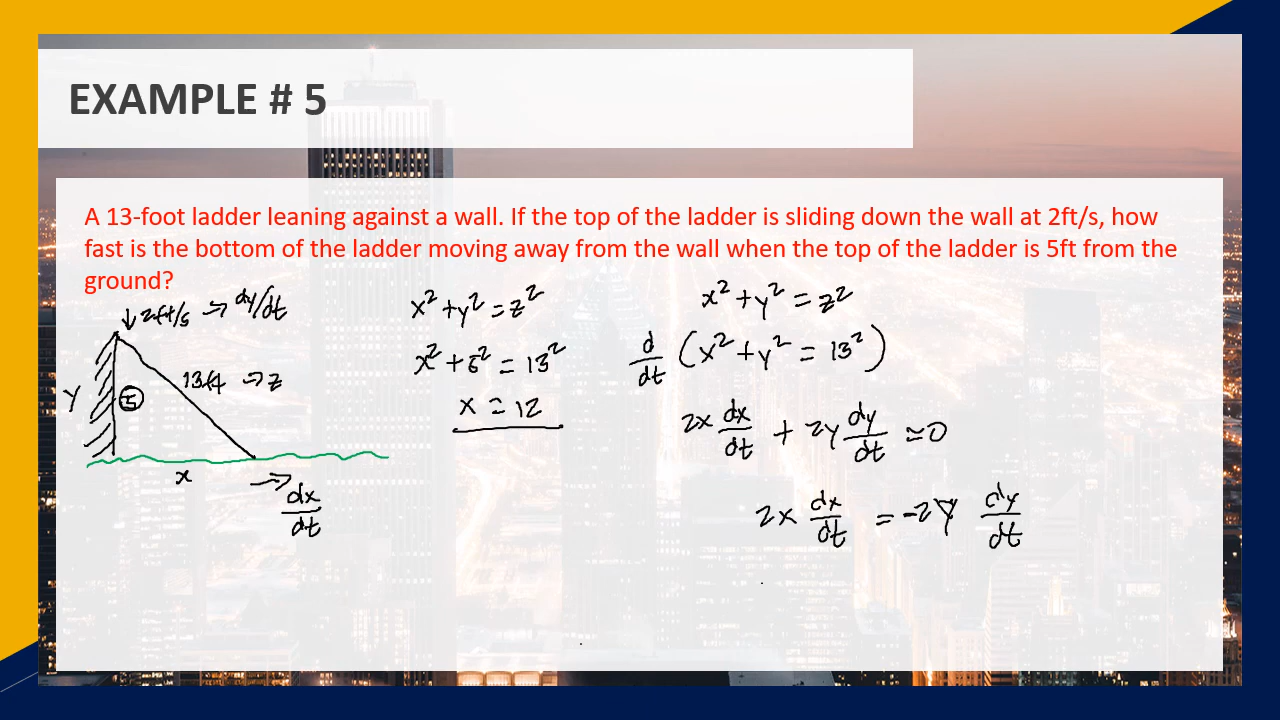 EXAMPLE # 5
A 13-foot ladder leaning against a wall. If the top of the ladder is sliding down the wall at 2ft/s, how
fast is the bottom of the ladder moving away from the wall when the top of the ladder is 5ft from the
ground?
↓ 2ft/s → dy/dt
13ft → z
Y
5
x
→ dx/dt
x² + y² = z²
x² + 5² = 13²
x = 12
x² + y² = z²
d/dt (x² + y² = 13²)
2x dx/dt + 2y dy/dt = 0
2x dx/dt = -2y dy/dt